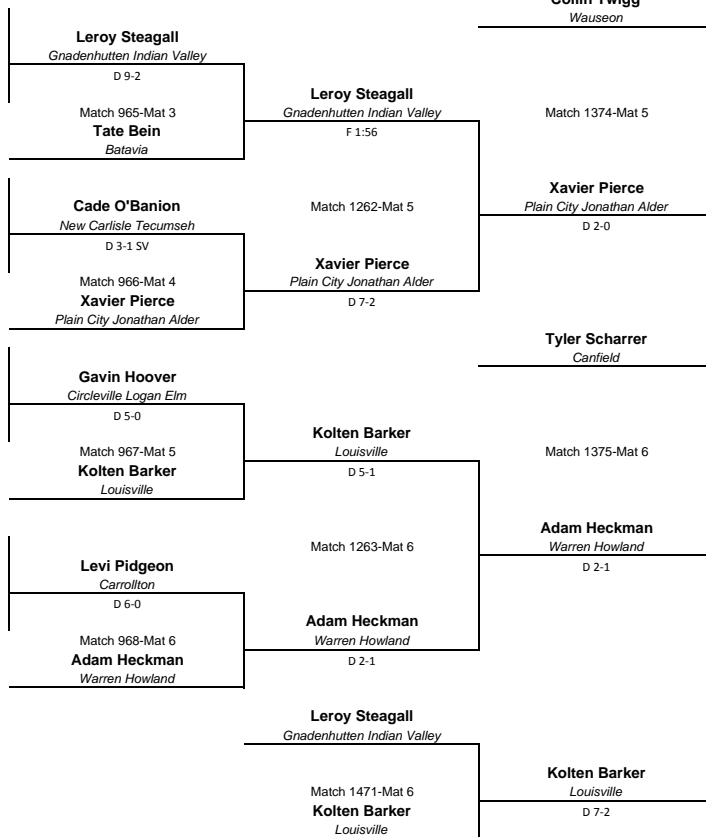 Collin Twigg
Wauseon
Leroy Steagall
Gnadenhutten Indian Valley
D 9-2
Match 965-Mat 3
Tate Bein
Batavia
Leroy Steagall
Gnadenhutten Indian Valley
F 1:56
Match 1374-Mat 5
Cade O'Banion
New Carlisle Tecumseh
D 3-1 SV
Match 966-Mat 4
Xavier Pierce
Plain City Jonathan Alder
Match 1262-Mat 5
Xavier Pierce
Plain City Jonathan Alder
D 7-2
Xavier Pierce
Plain City Jonathan Alder
D 2-0
Tyler Scharrer
Canfield
Gavin Hoover
Circleville Logan Elm
D 5-0
Match 967-Mat 5
Kolten Barker
Louisville
Kolten Barker
Louisville
D 5-1
Match 1375-Mat 6
Match 1263-Mat 6
Adam Heckman
Warren Howland
D 2-1
Levi Pidgeon
Carrollton
D 6-0
Match 968-Mat 6
Adam Heckman
Warren Howland
Adam Heckman
Warren Howland
D 2-1
Leroy Steagall
Gnadenhutten Indian Valley
Match 1471-Mat 6
Kolten Barker
Louisville
Kolten Barker
Louisville
D 7-2